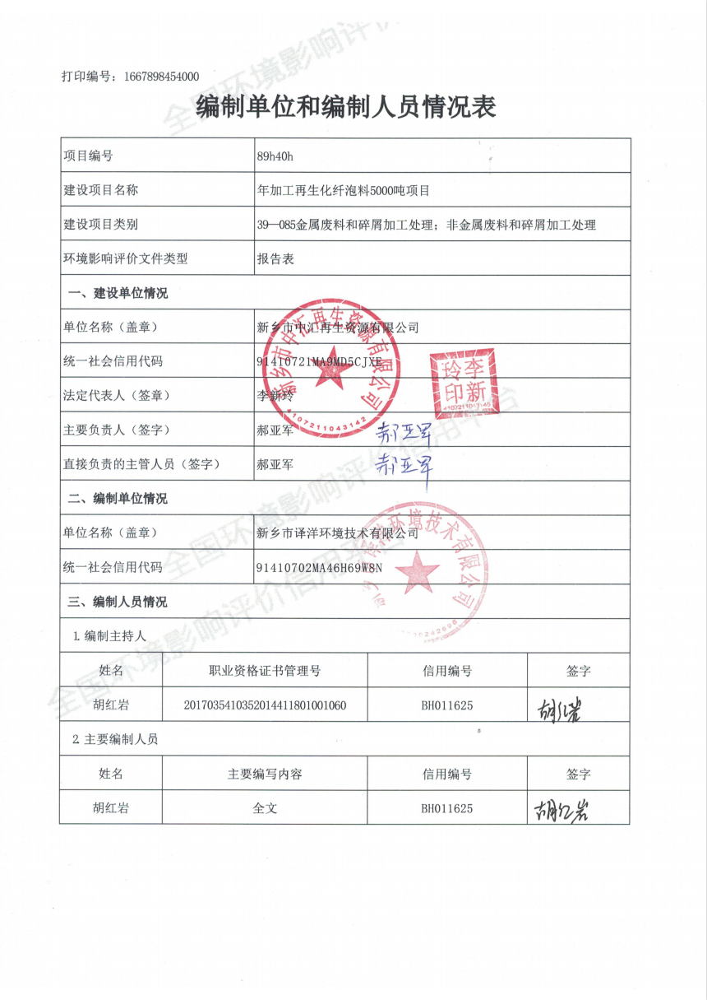 打印编号：1667898454000
编制单位和编制人员情况表
项目编号 89h40h
建设项目名称 年加工再生化纤泡料5000吨项目
建设项目类别 39—085金属废料和碎屑加工处理；非金属废料和碎屑加工处理
环境影响评价文件类型 报告表
一、建设单位情况
单位名称（盖章） 新乡市中汇再生资源有限公司
统一社会信用代码 91410721MA9MD5CJXE
法定代表人（签章） 李新玲
主要负责人（签字） 郝亚军 郝亚军
直接负责的主管人员（签字） 郝亚军 郝亚军
新乡市中汇再生资源有限公司
4107211043142
李新玲印
二、编制单位情况
单位名称（盖章） 新乡市译洋环境技术有限公司
统一社会信用代码 91410702MA46H69W8N
环境技术有限公司
三、编制人员情况
1.编制主持人
姓名 职业资格证书管理号 信用编号 签字
胡红岩 2017035410352014411801001060 BH011625 胡红岩
2.主要编制人员
姓名 主要编写内容 信用编号 签字
胡红岩 全文 BH011625 胡红岩
全国环境影响评价信用平台
全国环境影响评价信用平台